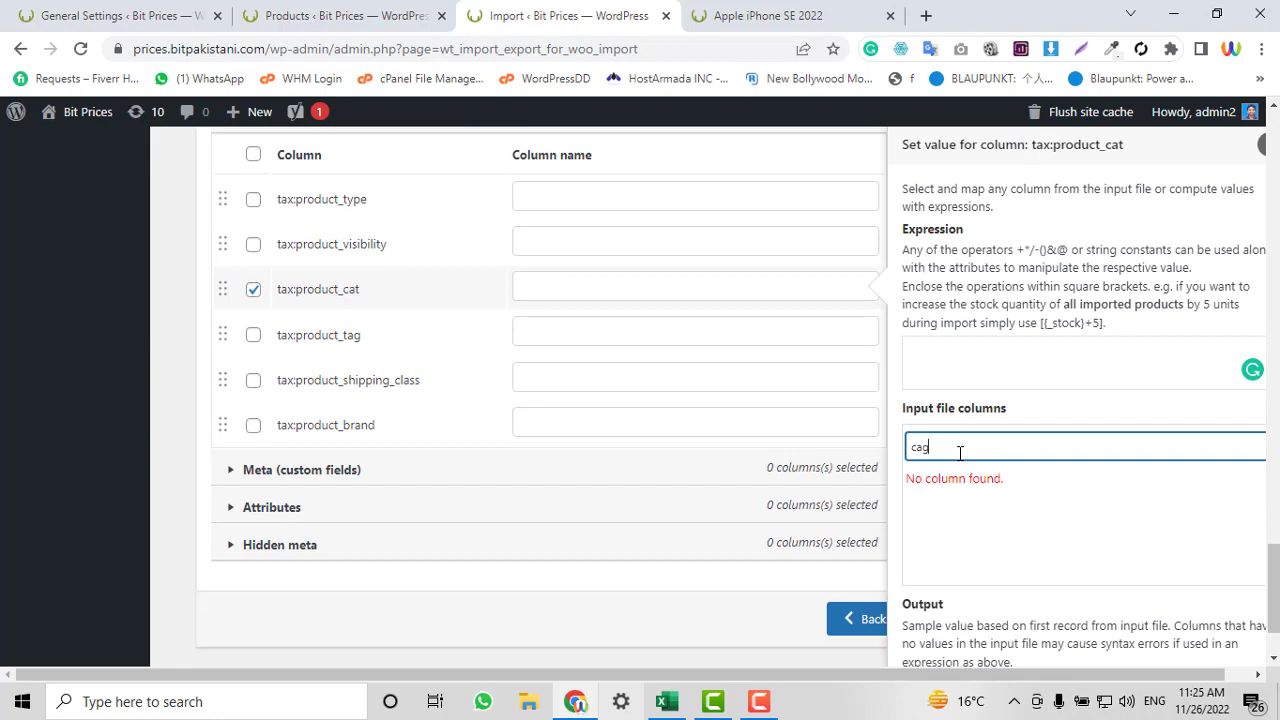 General Settings ‹ Bit Prices — W
Products ‹ Bit Prices — WordPres
Import ‹ Bit Prices — WordPress
Apple iPhone SE 2022
prices.bitpakistani.com/wp-admin/admin.php?page=wt_import_export_for_woo_import
Requests – Fiverr H...
(1) WhatsApp
WHM Login
cPanel File Manage...
WordPressDD
HostArmada INC -...
New Bollywood Mo...
f
BLAUPUNKT: 个人...
Blaupunkt: Power a...
»
Bit Prices
10
0
New
1
Flush site cache
Howdy, admin2
Column
Column name
tax:product_type
tax:product_visibility
tax:product_cat
tax:product_tag
tax:product_shipping_class
tax:product_brand
Meta (custom fields)
0 columns(s) selected
Attributes
0 columns(s) selected
Hidden meta
0 columns(s) selected
Back
Set value for column: tax:product_cat
Select and map any column from the input file or compute values
with expressions.
Expression
Any of the operators +*/-()&@ or string constants can be used alon
with the attributes to manipulate the respective value.
Enclose the operations within square brackets. e.g. if you want to
increase the stock quantity of all imported products by 5 units
during import simply use [{_stock}+5].
Input file columns
cag
No column found.
Output
Sample value based on first record from input file. Columns that hav
no values in the input file may cause syntax errors if used in an
expression as above.
Type here to search
16°C
ENG
11:25 AM
11/26/2022
26